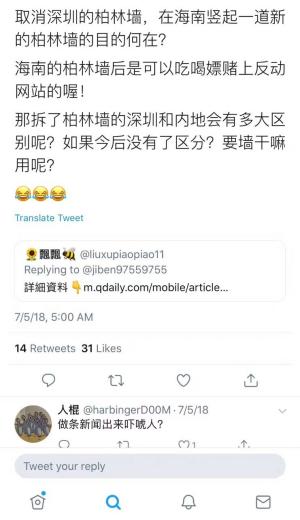 取消深圳的柏林墙，在海南竖起一道新
的柏林墙的目的何在？
海南的柏林墙后是可以吃喝嫖赌上反动
网站的喔！
那拆了柏林墙的深圳和内地会有多大区
别呢？如果今后没有了区分？要墙干嘛
用呢？
😂😂😂
Translate Tweet
🌻飄飄🐝 @liuxupiaopiao11
Replying to @jiben97559755
詳細資料👇m.qdaily.com/mobile/article...
7/5/18, 5:00 AM
14 Retweets 31 Likes
人棍 @harbingerD00M · 7/5/18
做条新闻出来吓唬人？
1
Tweet your reply